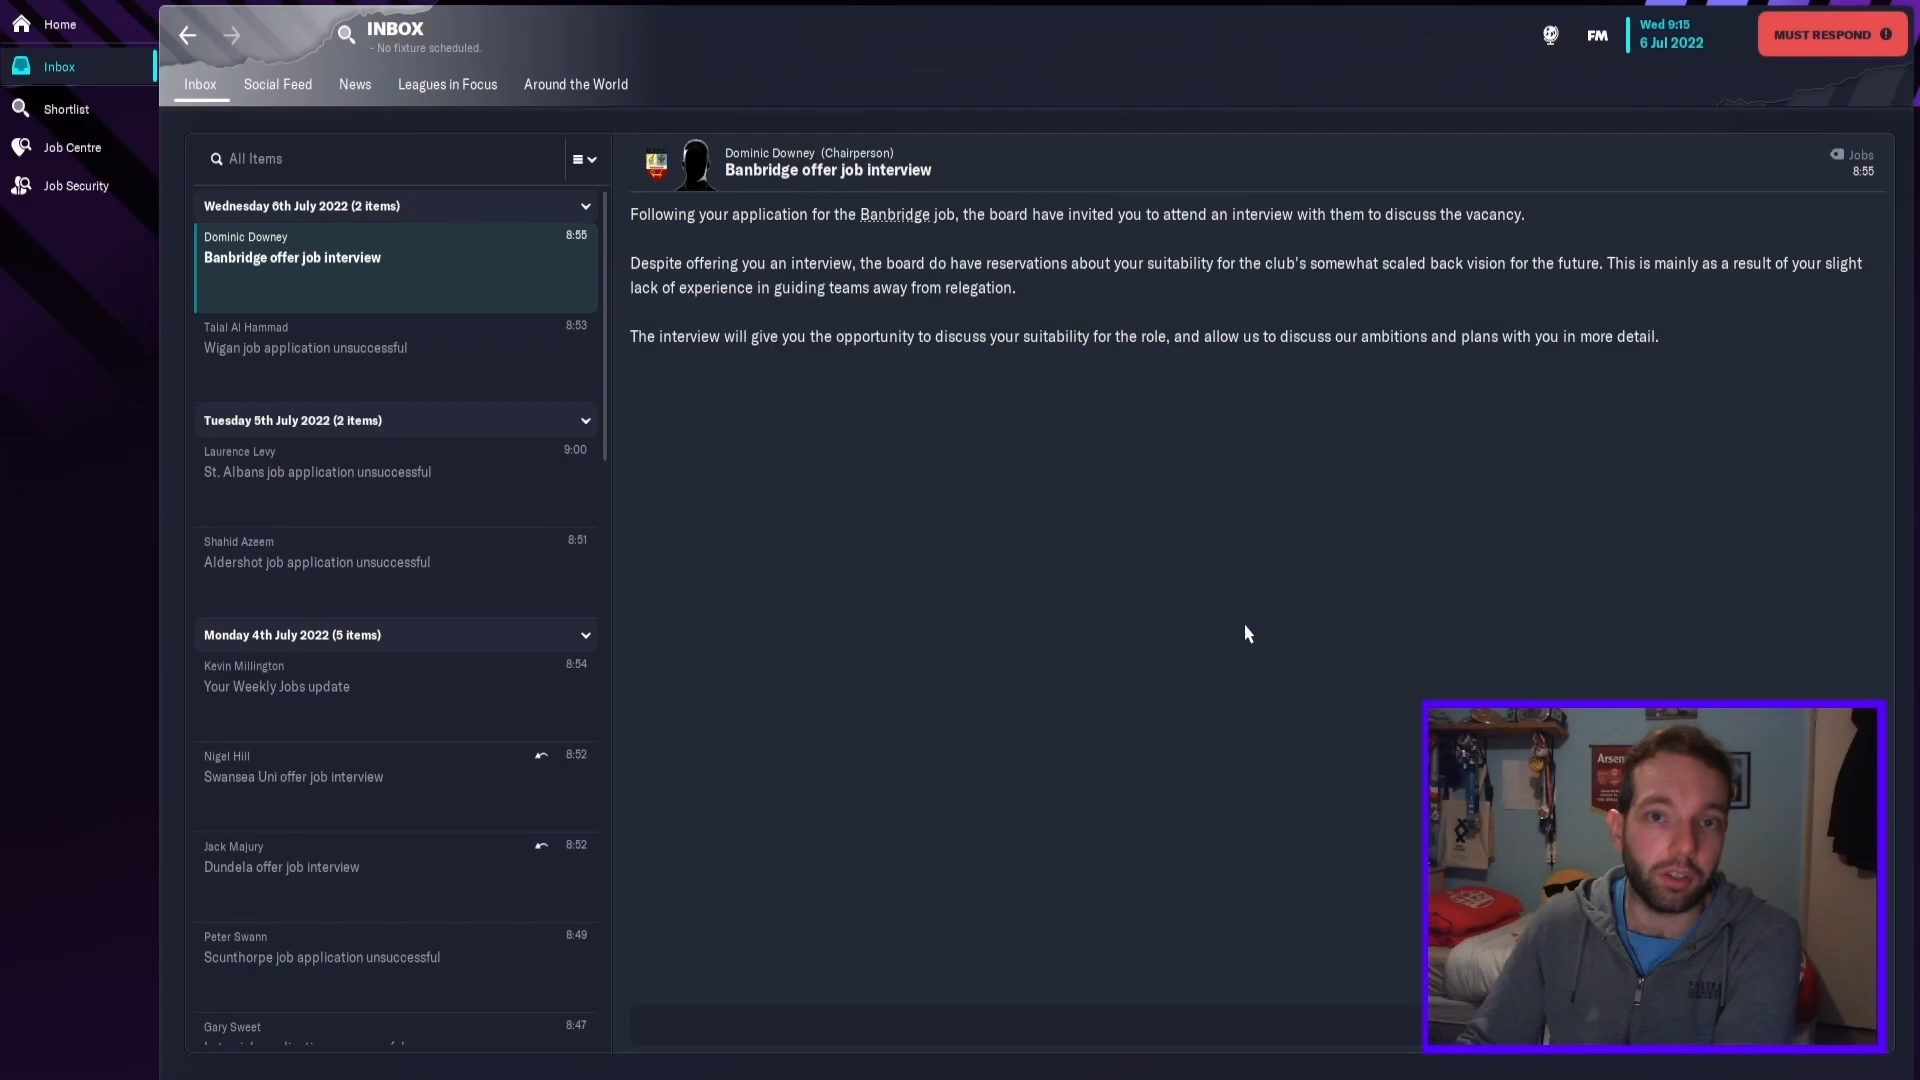 Home
Inbox
Shortlist
Job Centre
Job Security
INBOX
- No fixture scheduled.
FM
Wed 9:15
6 Jul 2022
MUST RESPOND
Inbox
Social Feed
News
Leagues in Focus
Around the World
All Items
Wednesday 6th July 2022 (2 items)
Dominic Downey 8:55
Banbridge offer job interview
Talal Al Hammad 8:53
Wigan job application unsuccessful
Tuesday 5th July 2022 (2 items)
Laurence Levy 9:00
St. Albans job application unsuccessful
Shahid Azeem 8:51
Aldershot job application unsuccessful
Monday 4th July 2022 (5 items)
Kevin Millington 8:54
Your Weekly Jobs update
Nigel Hill 8:52
Swansea Uni offer job interview
Jack Majury 8:52
Dundela offer job interview
Peter Swann 8:49
Scunthorpe job application unsuccessful
Gary Sweet 8:47
Dominic Downey (Chairperson)
Banbridge offer job interview
Jobs
8:55
Following your application for the Banbridge job, the board have invited you to attend an interview with them to discuss the vacancy.
Despite offering you an interview, the board do have reservations about your suitability for the club's somewhat scaled back vision for the future. This is mainly as a result of your slight
lack of experience in guiding teams away from relegation.
The interview will give you the opportunity to discuss your suitability for the role, and allow us to discuss our ambitions and plans with you in more detail.
Arsen